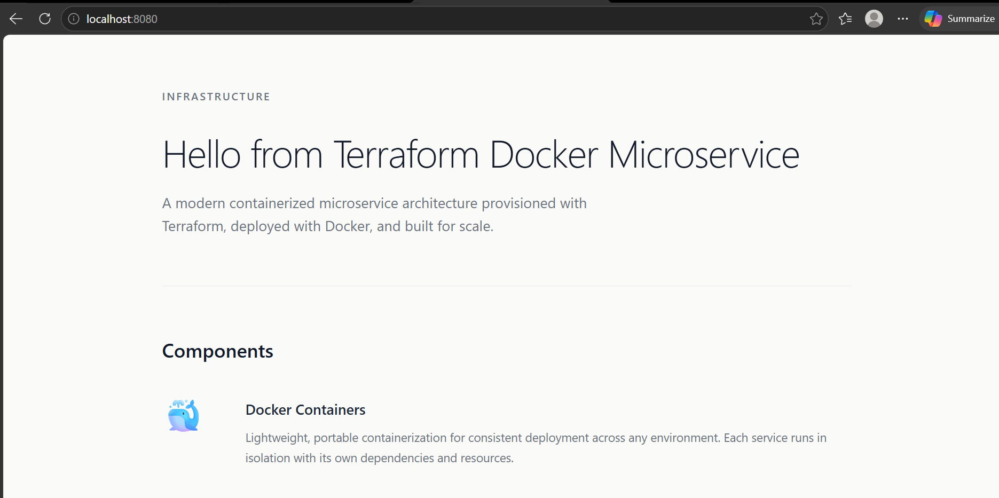 localhost:8080
Summarize
INFRASTRUCTURE
Hello from Terraform Docker Microservice
A modern containerized microservice architecture provisioned with
Terraform, deployed with Docker, and built for scale.
Components
Docker Containers
Lightweight, portable containerization for consistent deployment across any environment. Each service runs in
isolation with its own dependencies and resources.